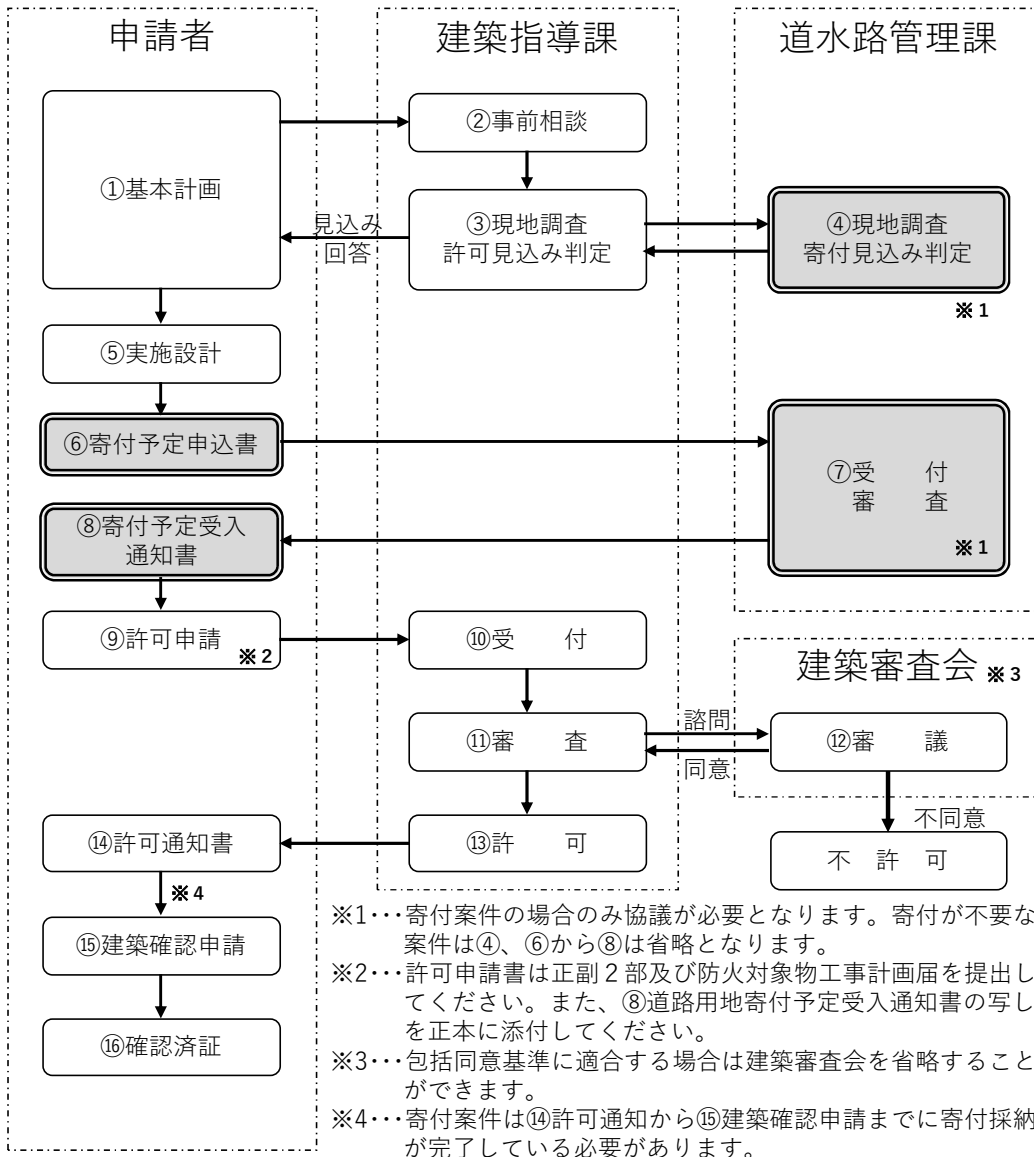 申請者
建築指導課
道水路管理課
①基本計画
②事前相談
③現地調査
許可見込み判定
④現地調査
寄付見込み判定
※1
見込み
回答
⑤実施設計
⑥寄付予定申込書
⑦受　付
審　査
※1
⑧寄付予定受入
通知書
⑨許可申請
※2
⑩受　付
建築審査会 ※3
⑪審　査
諮問
同意
⑫審　議
不同意
⑬許　可
⑭許可通知書
不 許 可
※4
⑮建築確認申請
⑯確認済証
※1･･･寄付案件の場合のみ協議が必要となります。寄付が不要な
案件は④、⑥から⑧は省略となります。
※2･･･許可申請書は正副２部及び防火対象物工事計画届を提出し
てください。また、⑧道路用地寄付予定受入通知書の写し
を正本に添付してください。
※3･･･包括同意基準に適合する場合は建築審査会を省略すること
ができます。
※4･･･寄付案件は⑭許可通知から⑮建築確認申請までに寄付採納
が完了している必要があります。